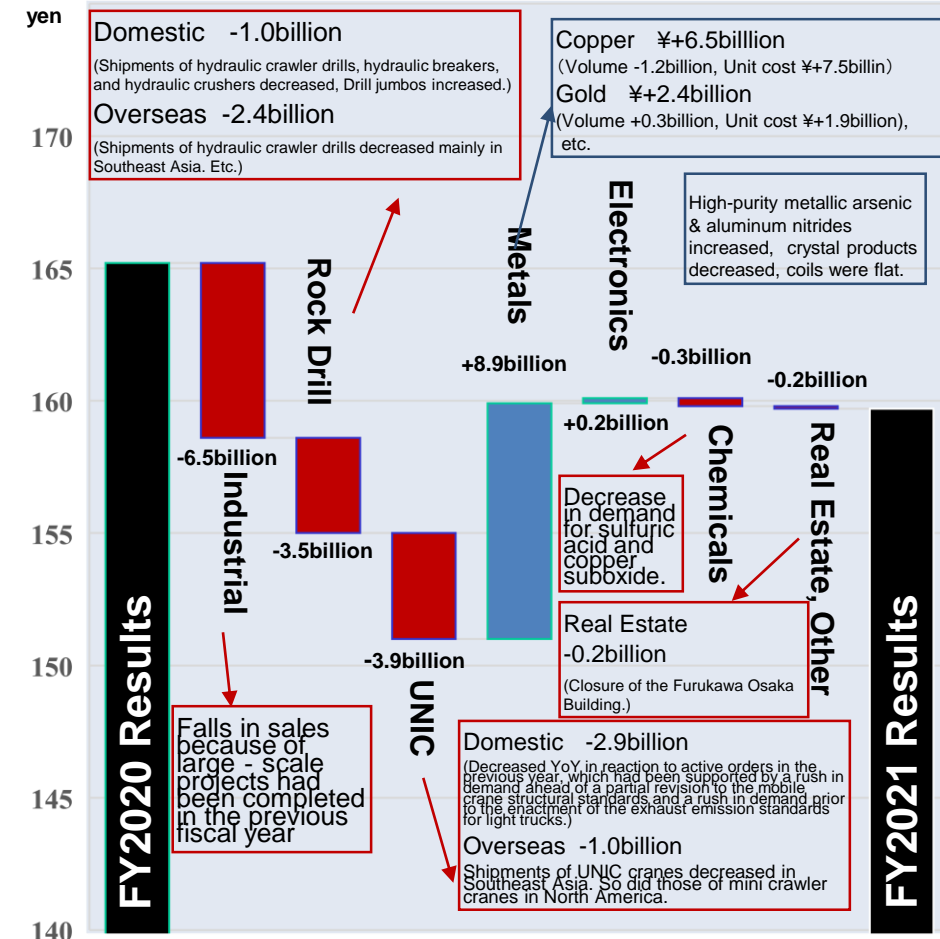 yen
Domestic -1.0billion
(Shipments of hydraulic crawler drills, hydraulic breakers,
and hydraulic crushers decreased, Drill jumbos increased.)
Overseas -2.4billion
(Shipments of hydraulic crawler drills decreased mainly in
Southeast Asia. Etc.)
Copper ¥+6.5billlion
(Volume -1.2billion, Unit cost ¥+7.5billin）
Gold ¥+2.4billion
(Volume +0.3billion, Unit cost ¥+1.9billion),
etc.
High-purity metallic arsenic
& aluminum nitrides
increased, crystal products
decreased, coils were flat.
170
165
160
155
150
145
140
FY2020 Results
Industrial
-6.5billion
Rock Drill
-3.5billion
UNIC
-3.9billion
Metals
+8.9billion
Electronics
+0.2billion
Chemicals
-0.3billion
Real Estate, Other
-0.2billion
FY2021 Results
Falls in sales
because of
large - scale
projects had
been completed
in the previous
fiscal year
Decrease
in demand
for sulfuric
acid and
copper
suboxide.
Real Estate
-0.2billion
(Closure of the Furukawa Osaka
Building.)
Domestic -2.9billion
(Decreased YoY in reaction to active orders in the
previous year, which had been supported by a rush in
demand ahead of a partial revision to the mobile
crane structural standards and a rush in demand prior
to the enactment of the exhaust emission standards
for light trucks.)
Overseas -1.0billion
Shipments of UNIC cranes decreased in
Southeast Asia. So did those of mini crawler
cranes in North America.